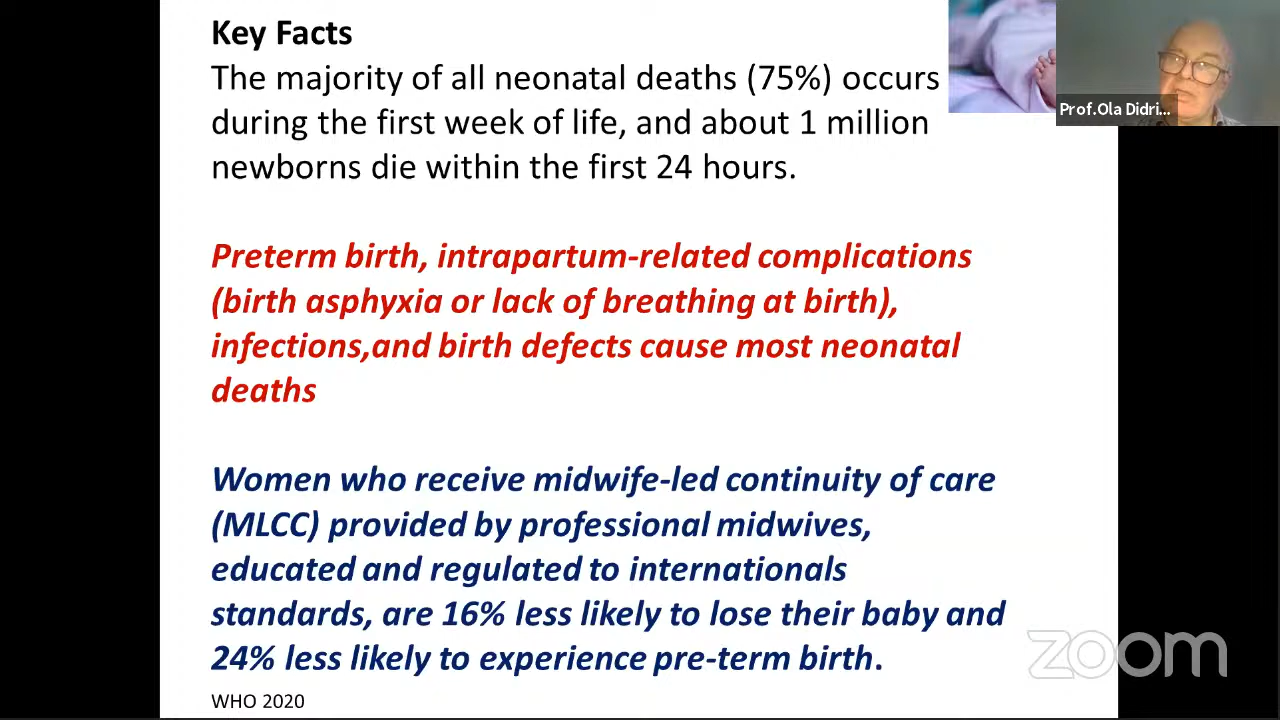 Key Facts
The majority of all neonatal deaths (75%) occurs
during the first week of life, and about 1 million
newborns die within the first 24 hours.
Preterm birth, intrapartum-related complications
(birth asphyxia or lack of breathing at birth),
infections,and birth defects cause most neonatal
deaths
Women who receive midwife-led continuity of care
(MLCC) provided by professional midwives,
educated and regulated to internationals
standards, are 16% less likely to lose their baby and
24% less likely to experience pre-term birth.
WHO 2020
Prof.Ola Didri...
zoom